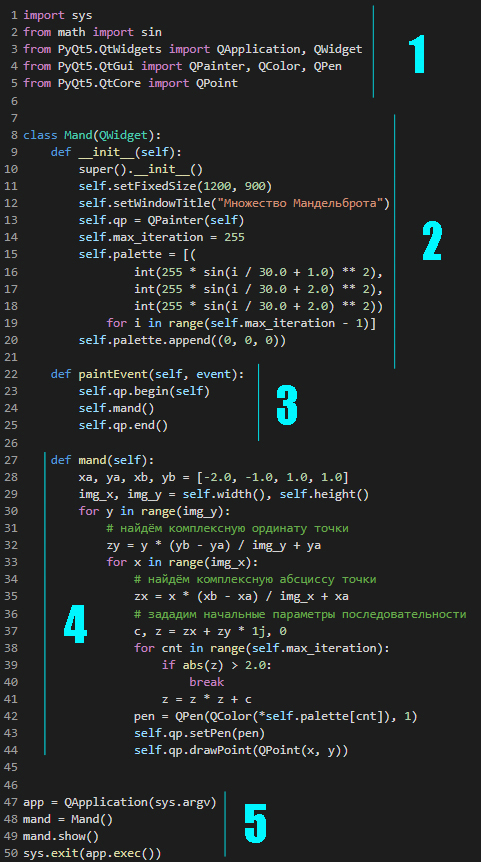 1 import sys
2 from math import sin
3 from PyQt5.QtWidgets import QApplication, QWidget
4 from PyQt5.QtGui import QPainter, QColor, QPen
5 from PyQt5.QtCore import QPoint
1
6
7
8 class Mand(QWidget):
9     def __init__(self):
10         super().__init__()
11         self.setFixedSize(1200, 900)
12         self.setWindowTitle("Множество Мандельброта")
13         self.qp = QPainter(self)
14         self.max_iteration = 255
15         self.palette = [(
16                 int(255 * sin(i / 30.0 + 1.0) ** 2),
17                 int(255 * sin(i / 30.0 + 2.0) ** 2),
18                 int(255 * sin(i / 30.0 + 2.0) ** 2))
19             for i in range(self.max_iteration - 1)]
20         self.palette.append((0, 0, 0))
2
21
22     def paintEvent(self, event):
23         self.qp.begin(self)
24         self.mand()
25         self.qp.end()
3
26
27     def mand(self):
28         xa, ya, xb, yb = [-2.0, -1.0, 1.0, 1.0]
29         img_x, img_y = self.width(), self.height()
30         for y in range(img_y):
31             # найдём комплексную ординату точки
32             zy = y * (yb - ya) / img_y + ya
33             for x in range(img_x):
34                 # найдём комплексную абсциссу точки
35                 zx = x * (xb - xa) / img_x + xa
36                 # зададим начальные параметры последовательности
37                 c, z = zx + zy * 1j, 0
38                 for cnt in range(self.max_iteration):
39                     if abs(z) > 2.0:
40                         break
41                     z = z * z + c
42                 pen = QPen(QColor(*self.palette[cnt]), 1)
43                 self.qp.setPen(pen)
44                 self.qp.drawPoint(QPoint(x, y))
4
45
46
47 app = QApplication(sys.argv)
48 mand = Mand()
49 mand.show()
50 sys.exit(app.exec())
5